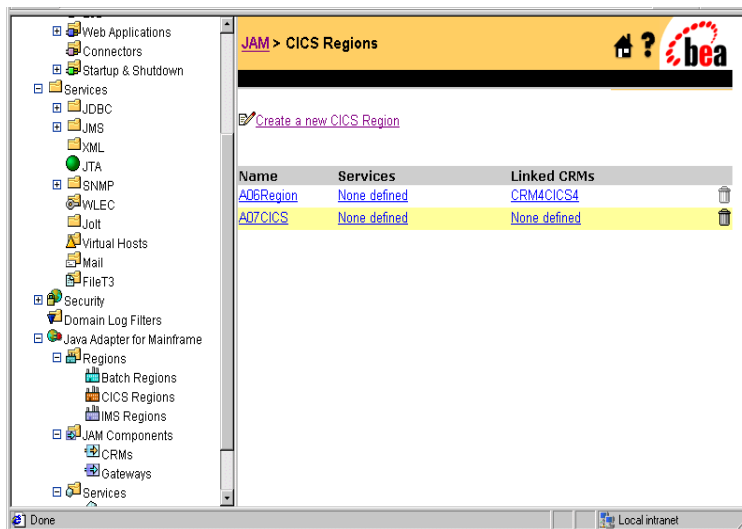 Web Applications
Connectors
Startup & Shutdown
Services
JDBC
JMS
XML
JTA
SNMP
WLEC
Jolt
Virtual Hosts
Mail
FileT3
Security
Domain Log Filters
Java Adapter for Mainframe
Regions
Batch Regions
CICS Regions
IMS Regions
JAM Components
CRMs
Gateways
Services
JAM > CICS Regions
? bea
Create a new CICS Region
Name Services Linked CRMs
A06Region None defined CRM4CICS4
A07CICS None defined None defined
Done Local intranet